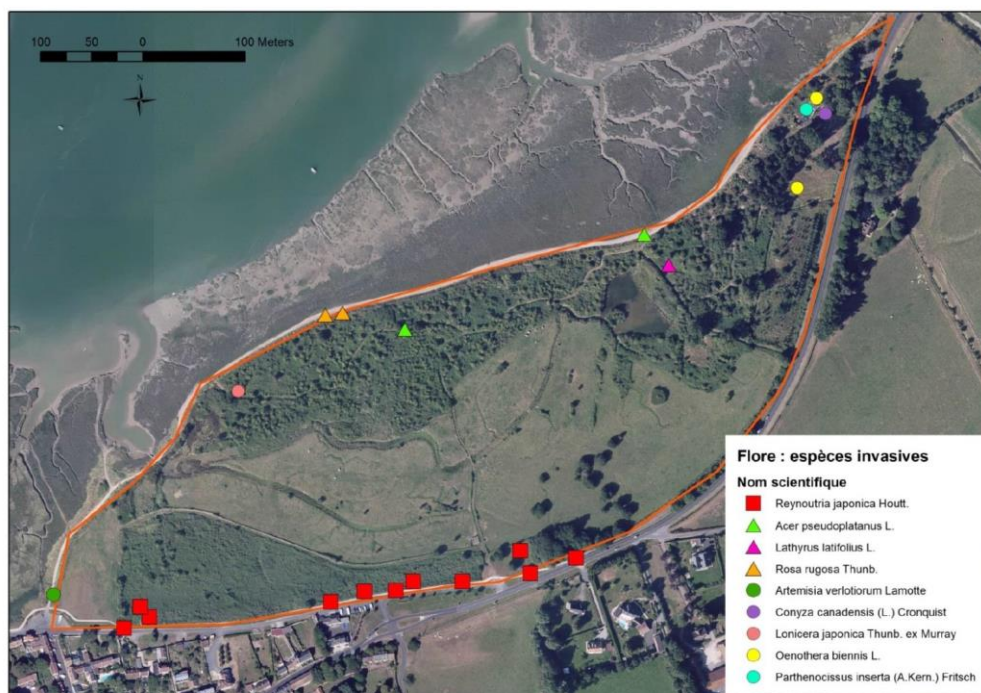 100 50 0 100 Meters
N
Flore : espèces invasives
Nom scientifique
Reynoutria japonica Houtt.
Acer pseudoplatanus L.
Lathyrus latifolius L.
Rosa rugosa Thunb.
Artemisia verlotiorum Lamotte
Conyza canadensis (L.) Cronquist
Lonicera japonica Thunb. ex Murray
Oenothera biennis L.
Parthenocissus inserta (A.Kern.) Fritsch